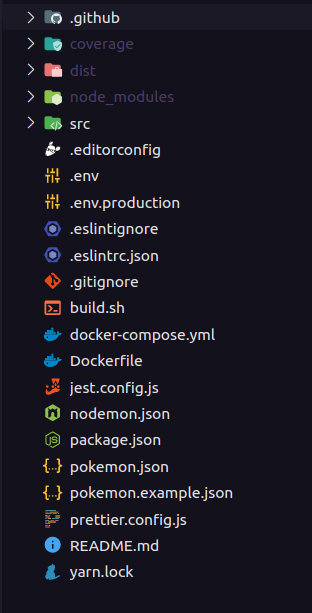 .github
coverage
dist
node_modules
src
.editorconfig
.env
.env.production
.eslintignore
.eslintrc.json
.gitignore
build.sh
docker-compose.yml
Dockerfile
jest.config.js
nodemon.json
package.json
pokemon.json
pokemon.example.json
prettier.config.js
README.md
yarn.lock